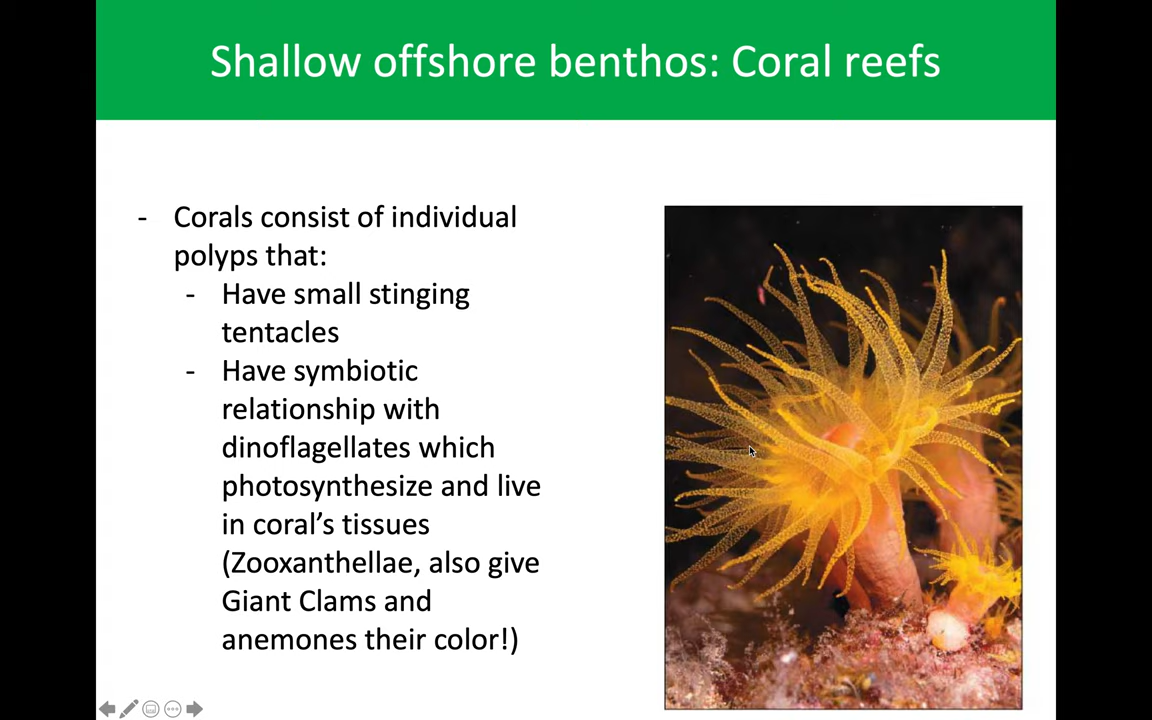 Shallow offshore benthos: Coral reefs
- Corals consist of individual
polyps that:
- Have small stinging
tentacles
- Have symbiotic
relationship with
dinoflagellates which
photosynthesize and live
in coral’s tissues
(Zooxanthellae, also give
Giant Clams and
anemones their color!)